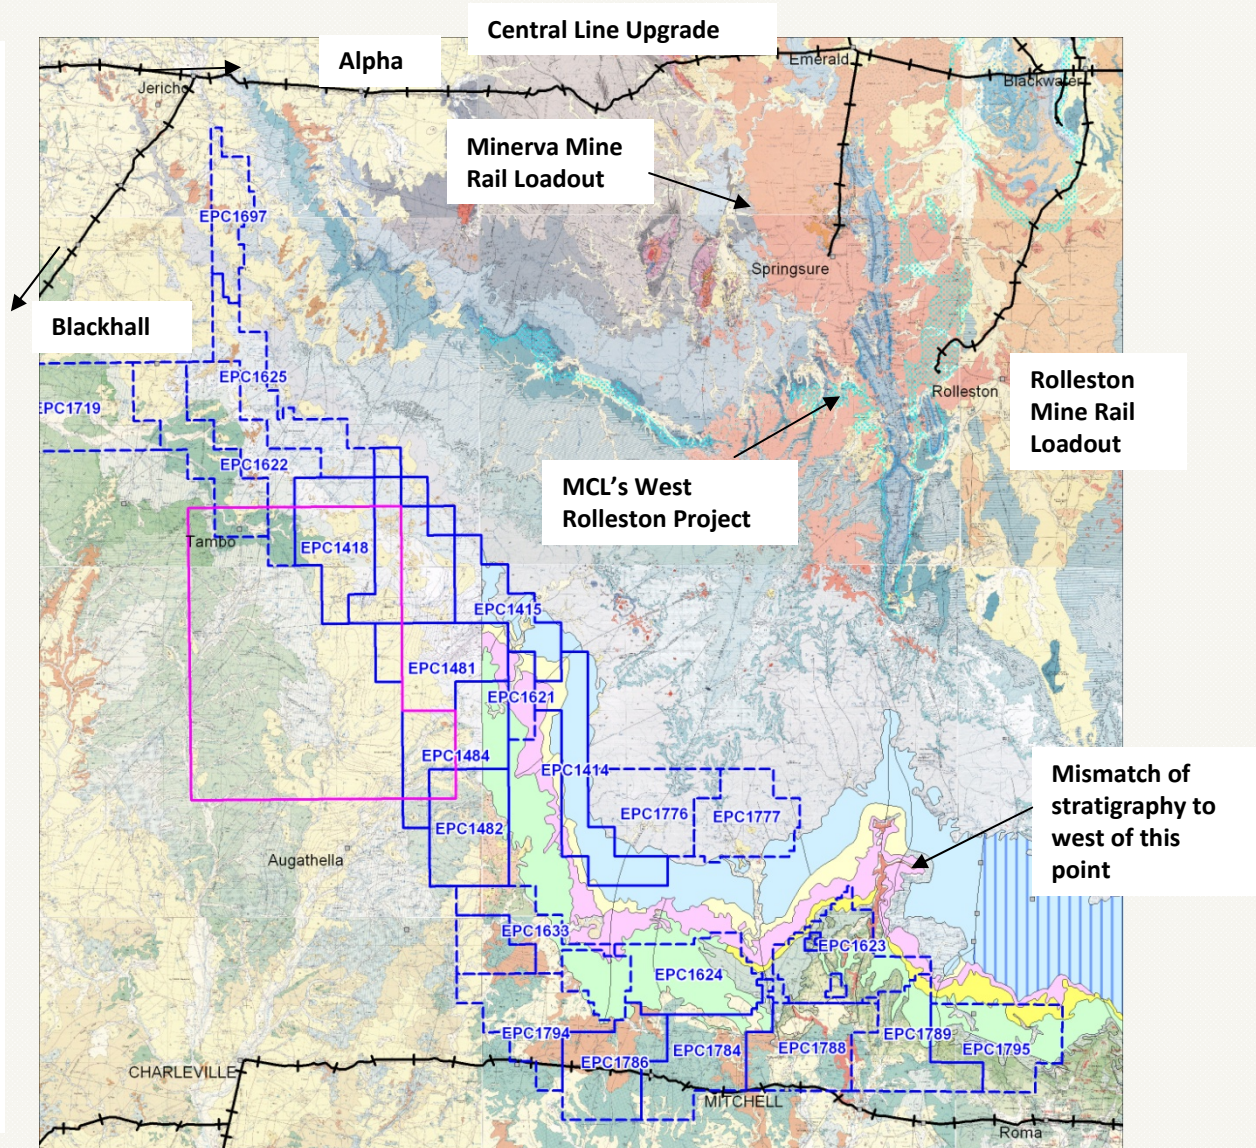 Central Line Upgrade
Alpha
Emerald
Jericho
Blackwater
Minerva Mine
Rail Loadout
EPC1697
Springsure
Blackhall
EPC1625
Rolleston
Rolleston
Mine Rail
Loadout
EPC1719
EPC1622
MCL's West
Rolleston Project
Tambo
EPC1418
EPC1415
EPC1481
EPC1621
EPC1484
EPC1414
Mismatch of
stratigraphy to
west of this
point
EPC1776
EPC1777
EPC1482
Augathella
EPC1633
EPC1623
EPC1624
EPC1794
EPC1789
EPC1784
EPC1788
EPC1795
EPC1786
CHARLEVILLE
MITCHELL
Roma